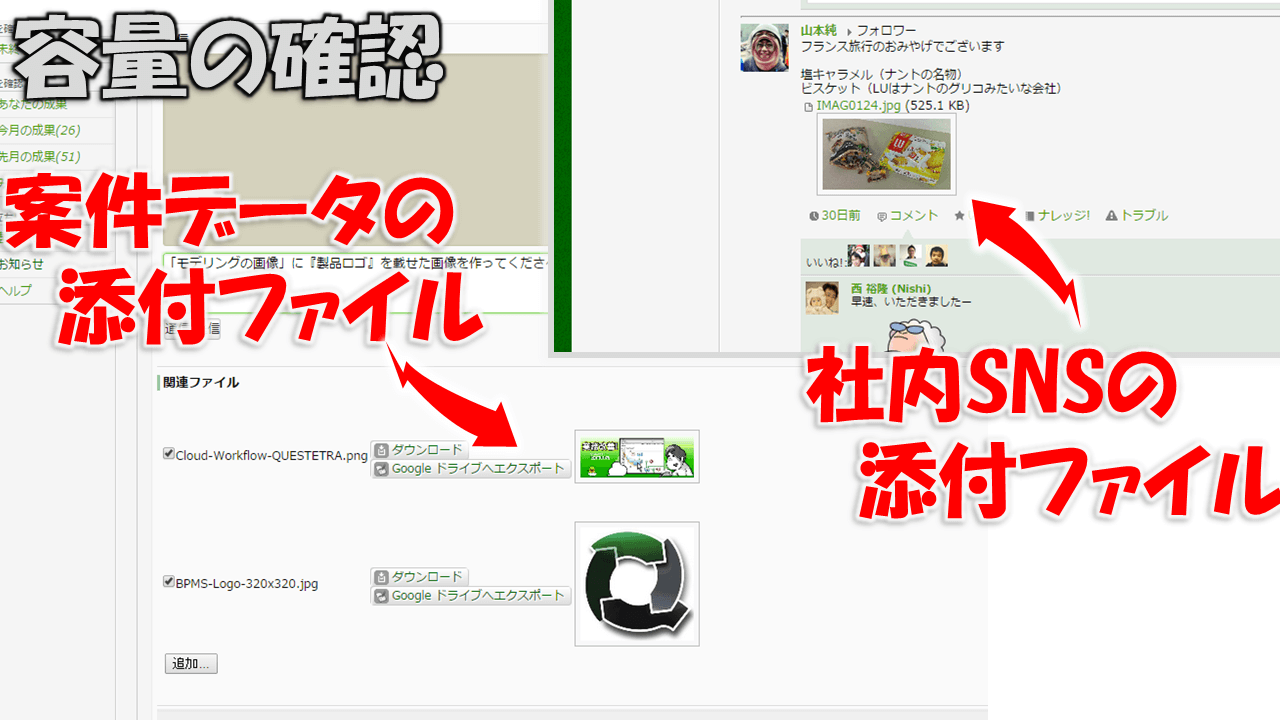 容量の確認
あなたの成果
今月の成果(26)
先月の成果(51)
お知らせ
ヘルプ
案件データの
添付ファイル
「モデリングの画像」に『製品ロゴ』を載せた画像を作ってくださ
関連ファイル
Cloud-Workflow-QUESTETRA.png
ダウンロード
Google ドライブへエクスポート
BPMS-Logo-320x320.jpg
ダウンロード
Google ドライブへエクスポート
追加...
山本純 フォロワー
フランス旅行のおみやげでございます
塩キャラメル（ナントの名物）
ビスケット（LUはナントのグリコみたいな会社）
IMAG0124.jpg (525.1 KB)
LU
30日前 コメント ナレッジ! トラブル
いいね! :
西 裕隆 (Nishi)
早速、いただきましたー
社内SNSの
添付ファイル